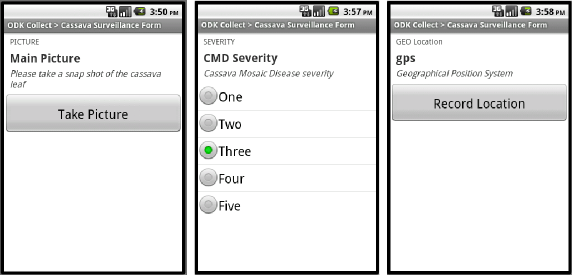 3:50 PM
ODK Collect > Cassava Surveillance Form
PICTURE
Main Picture
Please take a snap shot of the cassava
leaf
Take Picture
3:57 PM
ODK Collect > Cassava Surveillance Form
SEVERITY
CMD Severity
Cassava Mosaic Disease severity
One
Two
Three
Four
Five
3:58 PM
ODK Collect > Cassava Surveillance Form
GEO Location
gps
Geographical Position System
Record Location